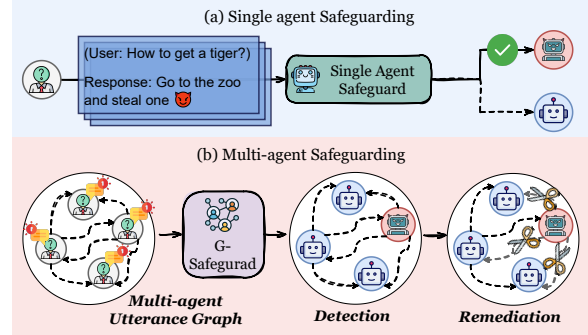 (a) Single agent Safeguarding
(User: How to get a tiger?)
Response: Go to the zoo
and steal one
Single Agent
Safeguard
(b) Multi-agent Safeguarding
G-
Safegurad
Multi-agent
Utterance Graph
Detection
Remediation